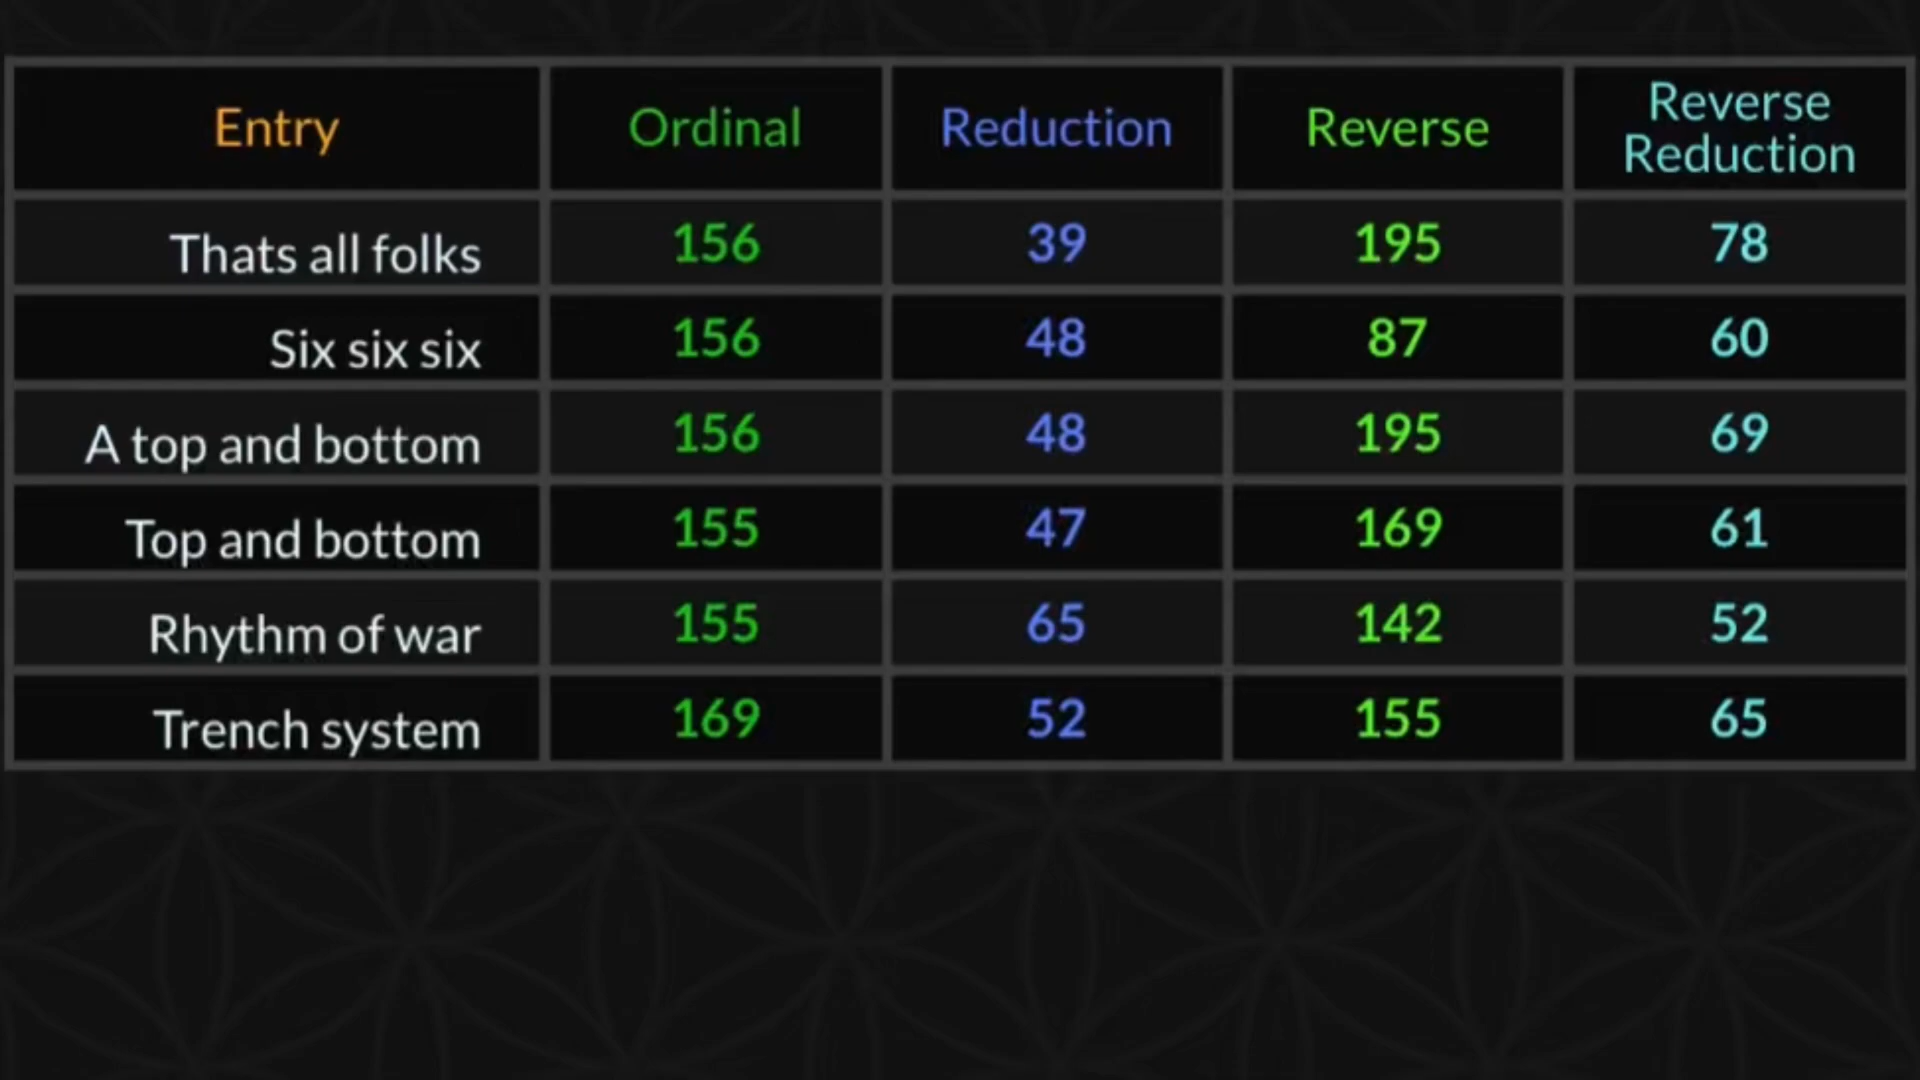 Entry Ordinal Reduction Reverse Reverse Reduction
Thats all folks 156 39 195 78
Six six six 156 48 87 60
A top and bottom 156 48 195 69
Top and bottom 155 47 169 61
Rhythm of war 155 65 142 52
Trench system 169 52 155 65